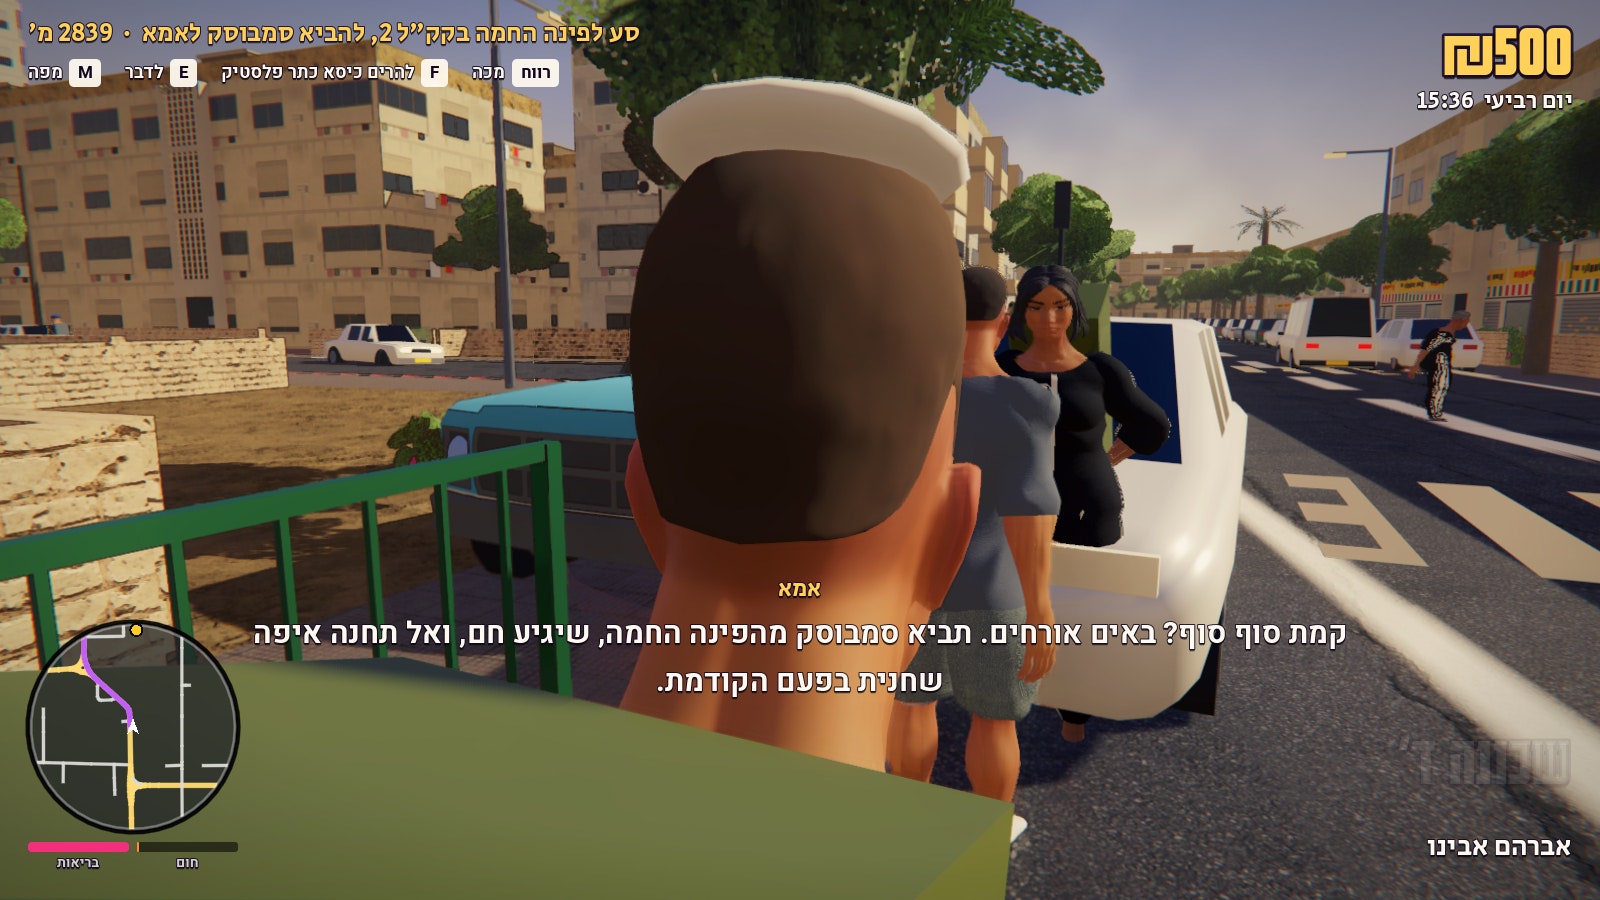 סע לפינה החמה בקק״ל 2, להביא סמבוסק לאמא · 2839 מ׳
רווח מכה F להרים כיסא כתר פלסטיק E לדבר M מפה
₪500
יום רביעי 15:36
אמא
קמת סוף סוף? באים אורחים. תביא סמבוסק מהפינה החמה, שיגיע חם, ואל תחנה איפה
שחנית בפעם הקודמת.
שכונה ד׳
אברהם אבינו
בריאות
חום